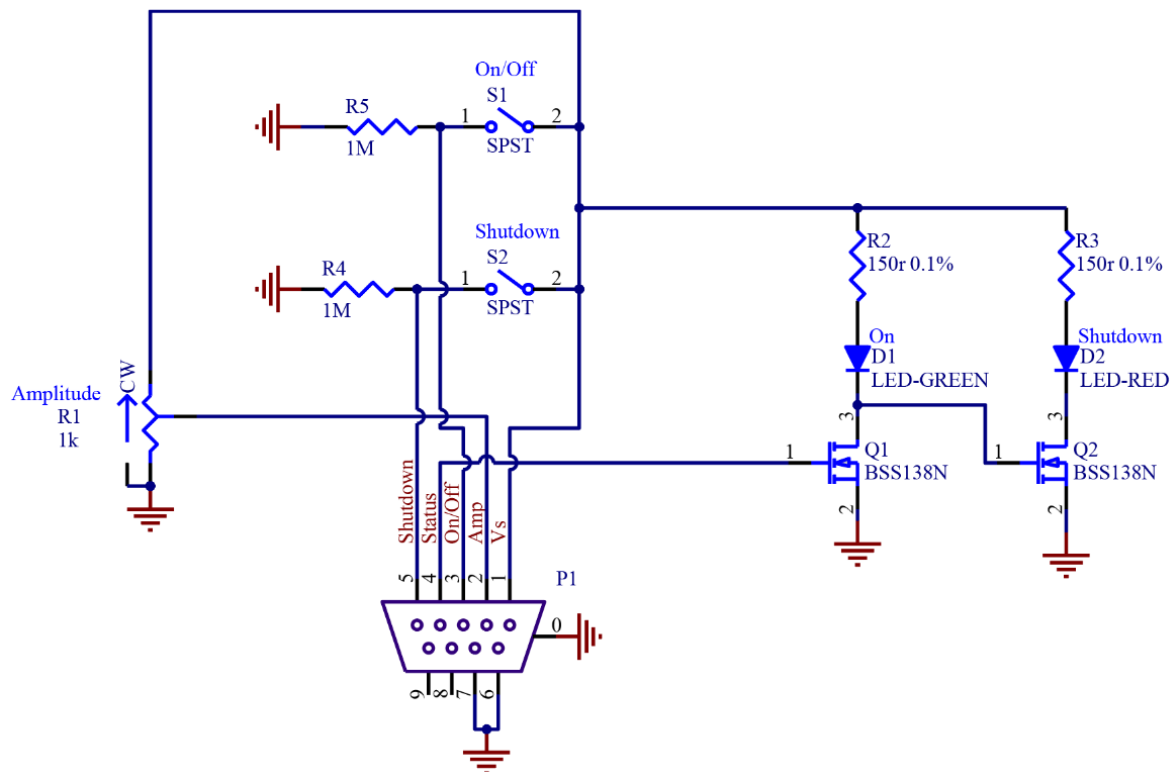 On/Off
S1
1
2
SPST
R5
1M
Shutdown
S2
1
2
SPST
R4
1M
R2
150r 0.1%
R3
150r 0.1%
On
D1
LED-GREEN
Shutdown
D2
LED-RED
CW
Amplitude
R1
1k
3
1
Q1
BSS138N
2
3
1
Q2
BSS138N
2
Shutdown
Status
On/Off
Amp
Vs
5
4
3
2
1
P1
0
9
8
7
6